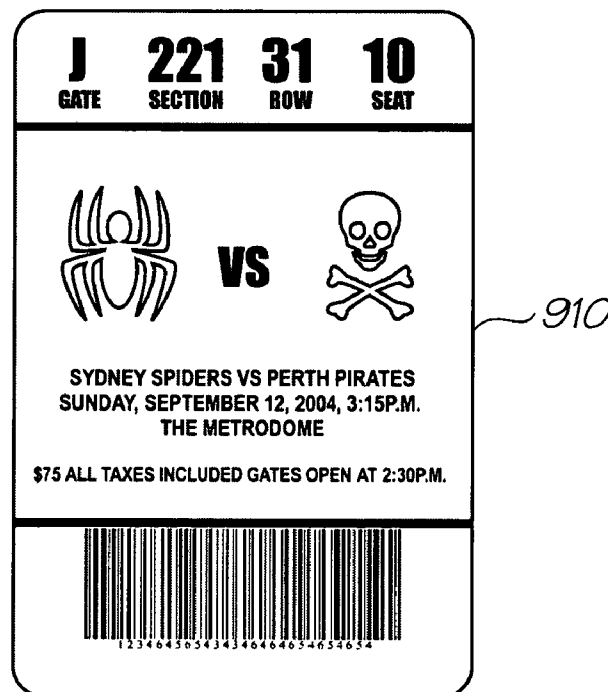 J 221 31 10
GATE SECTION ROW SEAT
VS
910
SYDNEY SPIDERS VS PERTH PIRATES
SUNDAY, SEPTEMBER 12, 2004, 3:15P.M.
THE METRODOME
$75 ALL TAXES INCLUDED GATES OPEN AT 2:30P.M.
123464565434346464654654654